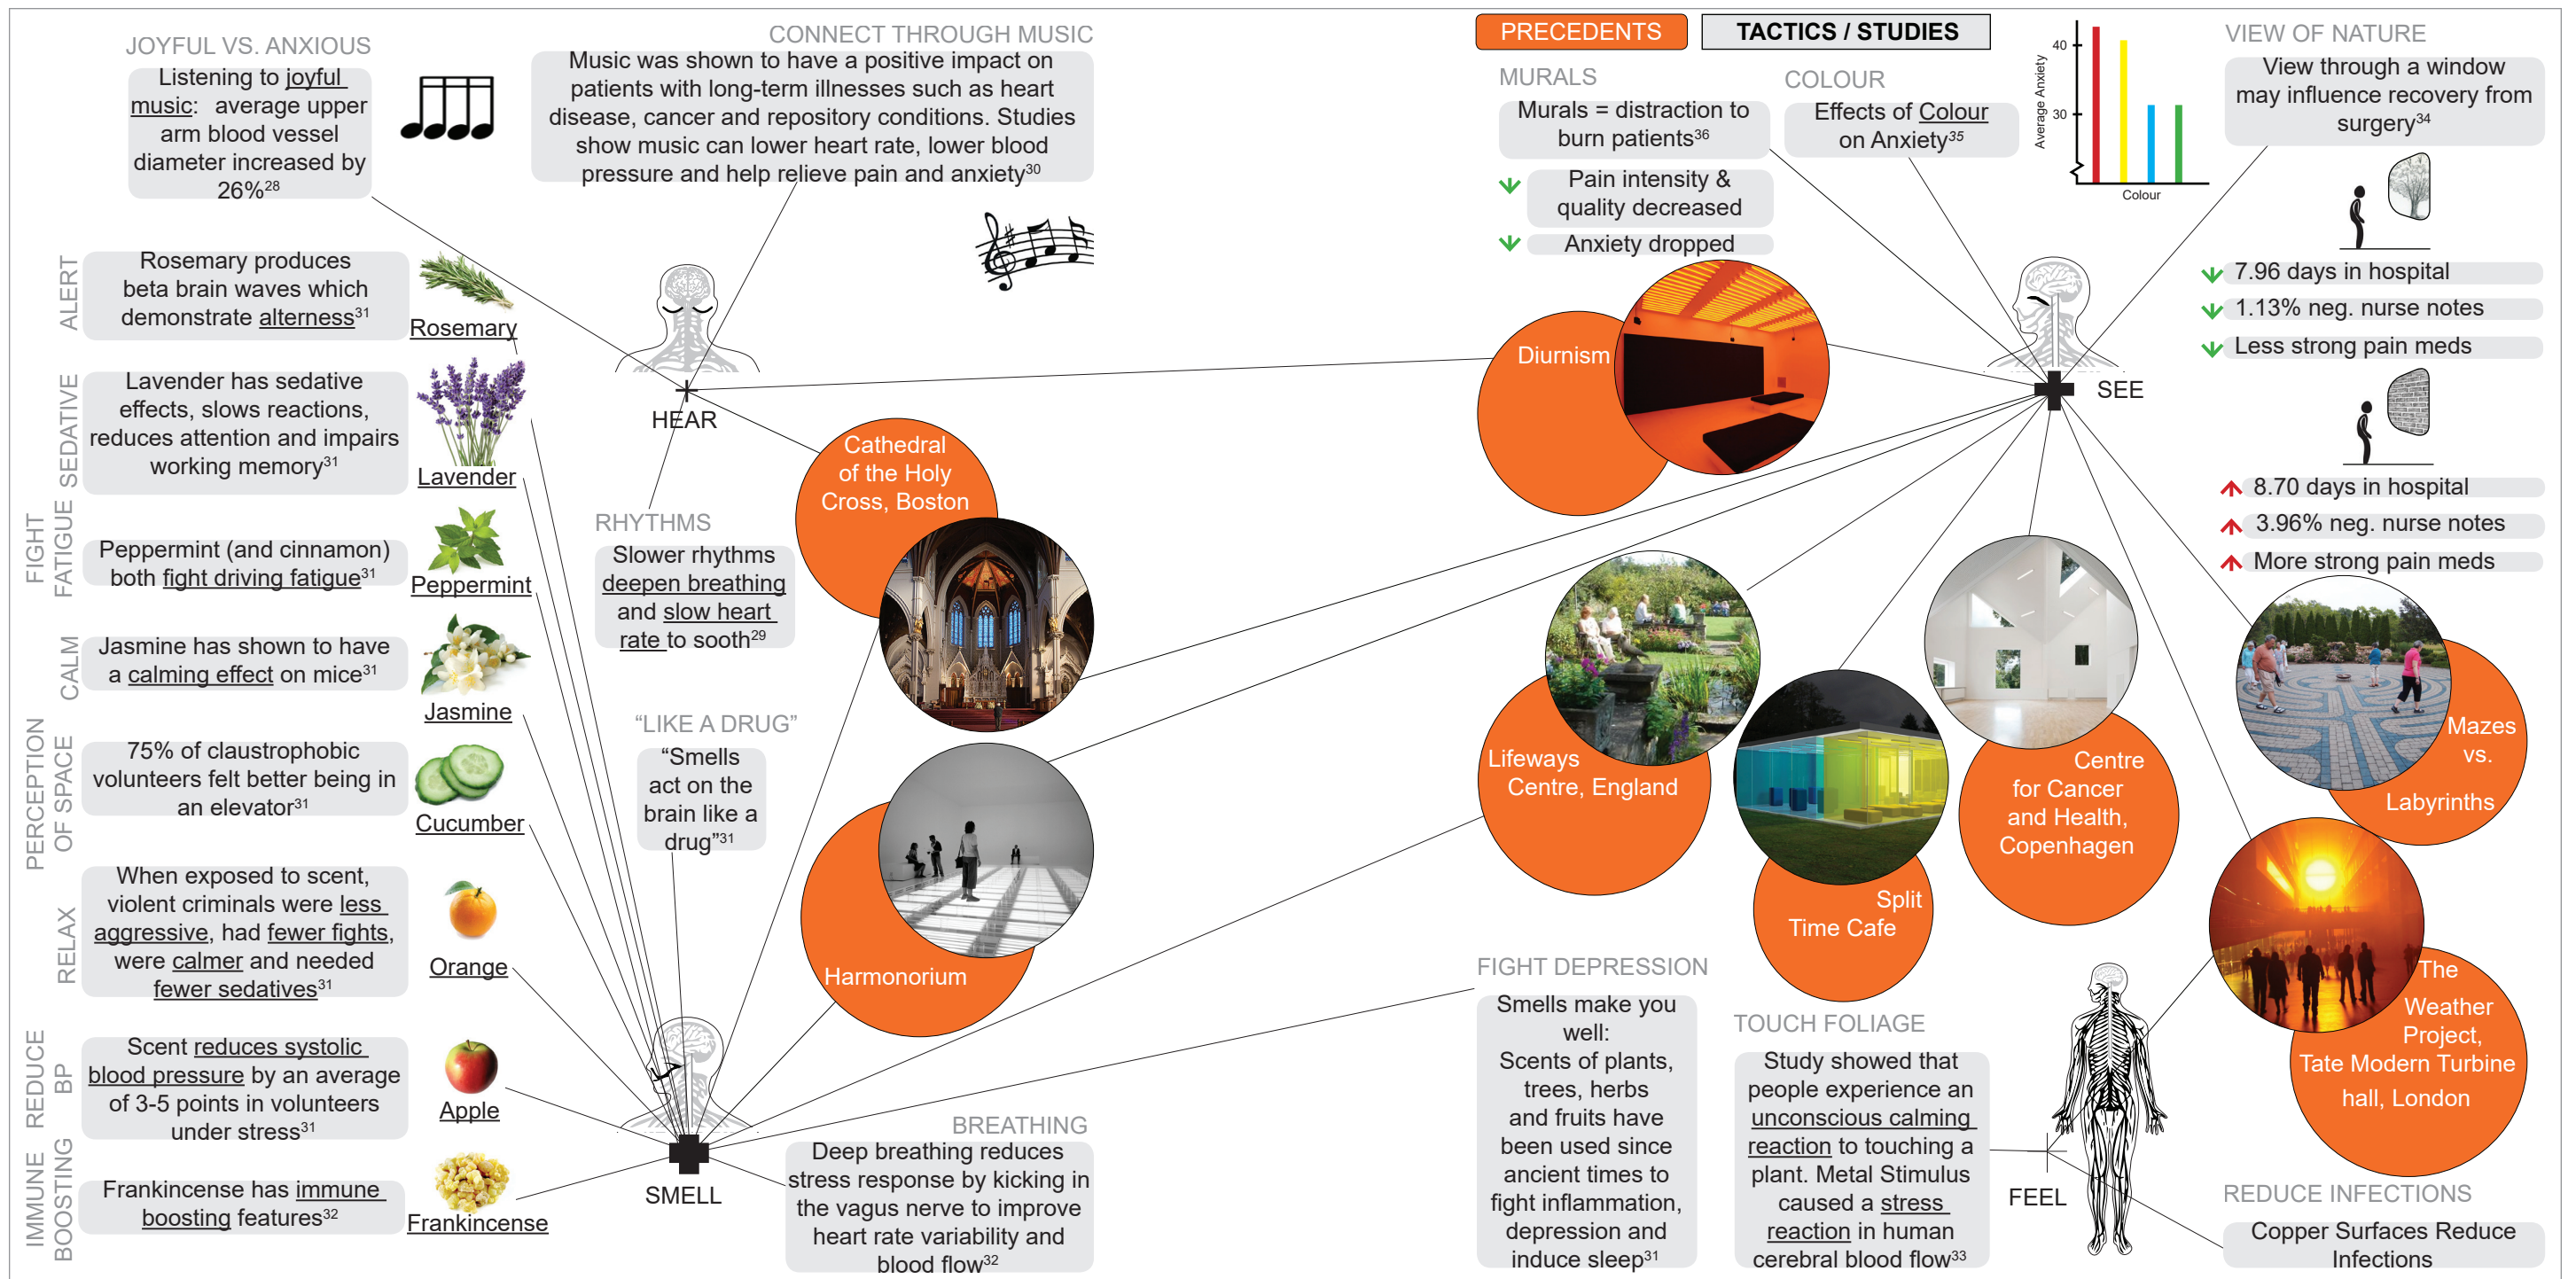 JOYFUL VS. ANXIOUS
Listening to joyful
music: average upper
arm blood vessel
diameter increased by
26%28
CONNECT THROUGH MUSIC
Music was shown to have a positive impact on
patients with long-term illnesses such as heart
disease, cancer and repository conditions. Studies
show music can lower heart rate, lower blood
pressure and help relieve pain and anxiety30
ALERT
Rosemary produces
beta brain waves which
demonstrate alterness31
Rosemary
SEDATIVE
Lavender has sedative
effects, slows reactions,
reduces attention and impairs
working memory31
Lavender
FIGHT
FATIGUE
Peppermint (and cinnamon)
both fight driving fatigue31
Peppermint
CALM
Jasmine has shown to have
a calming effect on mice31
Jasmine
PERCEPTION
OF SPACE
75% of claustrophobic
volunteers felt better being in
an elevator31
Cucumber
RELAX
When exposed to scent,
violent criminals were less
aggressive, had fewer fights,
were calmer and needed
fewer sedatives31
Orange
REDUCE
BP
Scent reduces systolic
blood pressure by an average
of 3-5 points in volunteers
under stress31
Apple
IMMUNE
BOOSTING
Frankincense has immune
boosting features32
Frankincense
HEAR
RHYTHMS
Slower rhythms
deepen breathing
and slow heart
rate to sooth29
"LIKE A DRUG"
“Smells
act on the
brain like a
drug”31
SMELL
BREATHING
Deep breathing reduces
stress response by kicking in
the vagus nerve to improve
heart rate variability and
blood flow32
Cathedral
of the Holy
Cross, Boston
Harmonorium
PRECEDENTS
TACTICS / STUDIES
MURALS
Murals = distraction to
burn patients36
Pain intensity &
quality decreased
Anxiety dropped
COLOUR
Effects of Colour
on Anxiety35
Average Anxiety
40
30
Colour
VIEW OF NATURE
View through a window
may influence recovery from
surgery34
7.96 days in hospital
1.13% neg. nurse notes
Less strong pain meds
8.70 days in hospital
3.96% neg. nurse notes
More strong pain meds
SEE
Diurnism
Lifeways
Centre, England
Split
Time Cafe
Centre
for Cancer
and Health,
Copenhagen
Mazes
vs.
Labyrinths
The
Weather
Project,
Tate Modern Turbine
hall, London
FIGHT DEPRESSION
Smells make you
well:
Scents of plants,
trees, herbs
and fruits have
been used since
ancient times to
fight inflammation,
depression and
induce sleep31
TOUCH FOLIAGE
Study showed that
people experience an
unconscious calming
reaction to touching a
plant. Metal Stimulus
caused a stress
reaction in human
cerebral blood flow33
FEEL
REDUCE INFECTIONS
Copper Surfaces Reduce
Infections